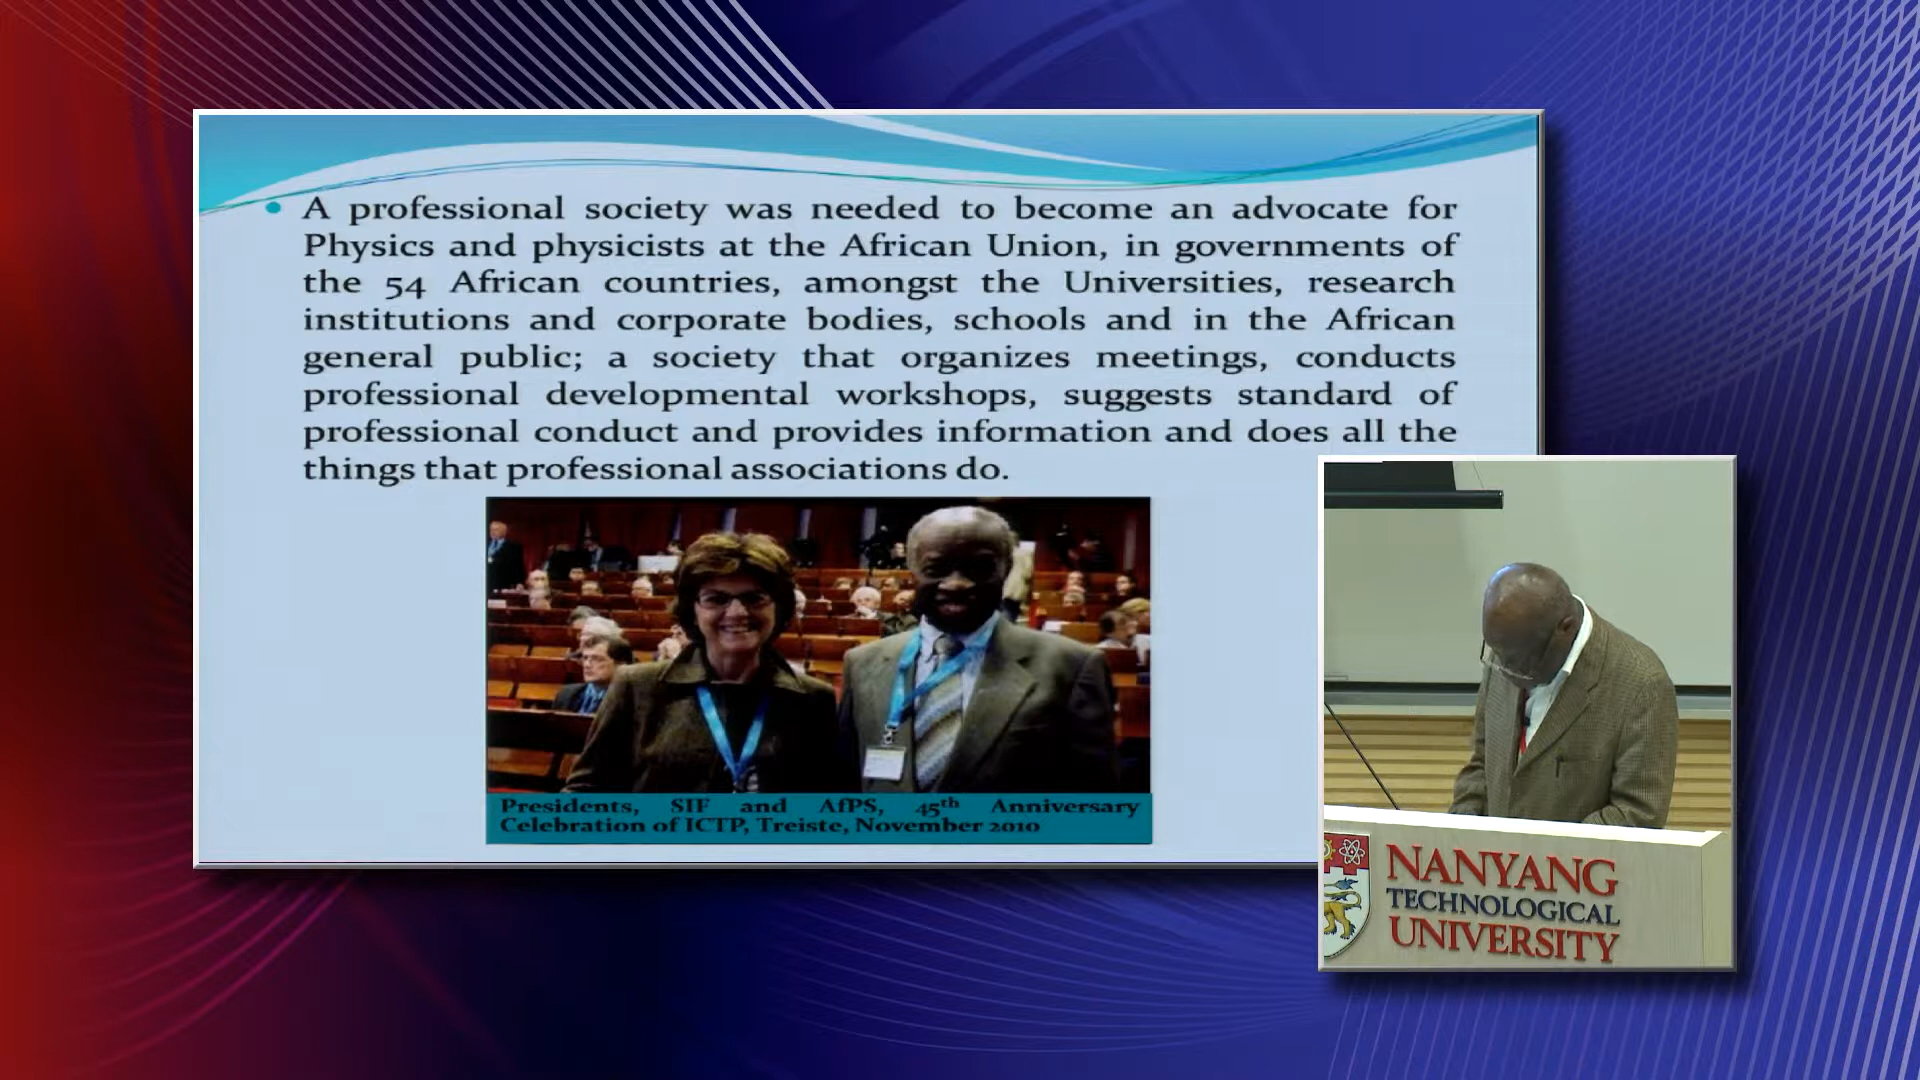 • A professional society was needed to become an advocate for
Physics and physicists at the African Union, in governments of
the 54 African countries, amongst the Universities, research
institutions and corporate bodies, schools and in the African
general public; a society that organizes meetings, conducts
professional developmental workshops, suggests standard of
professional conduct and provides information and does all the
things that professional associations do.
Presidents, SIF and AfPS, 45th Anniversary
Celebration of ICTP, Treiste, November 2010
NANYANG
TECHNOLOGICAL
UNIVERSITY